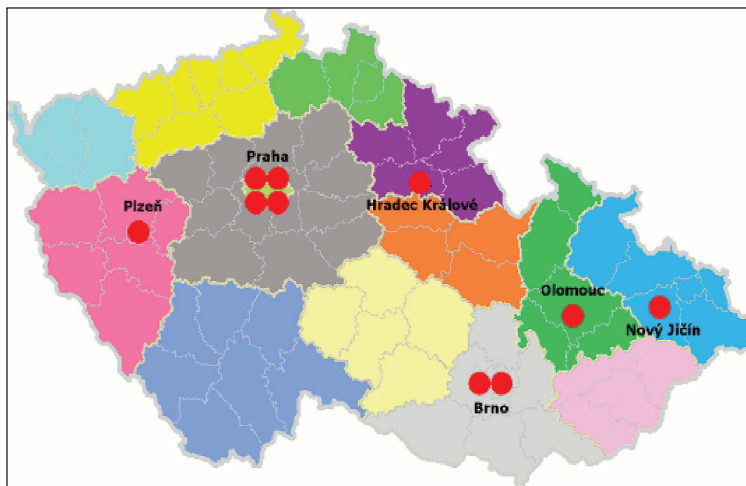 Praha
Plzeň
Hradec Králové
Olomouc
Nový Jičín
Brno